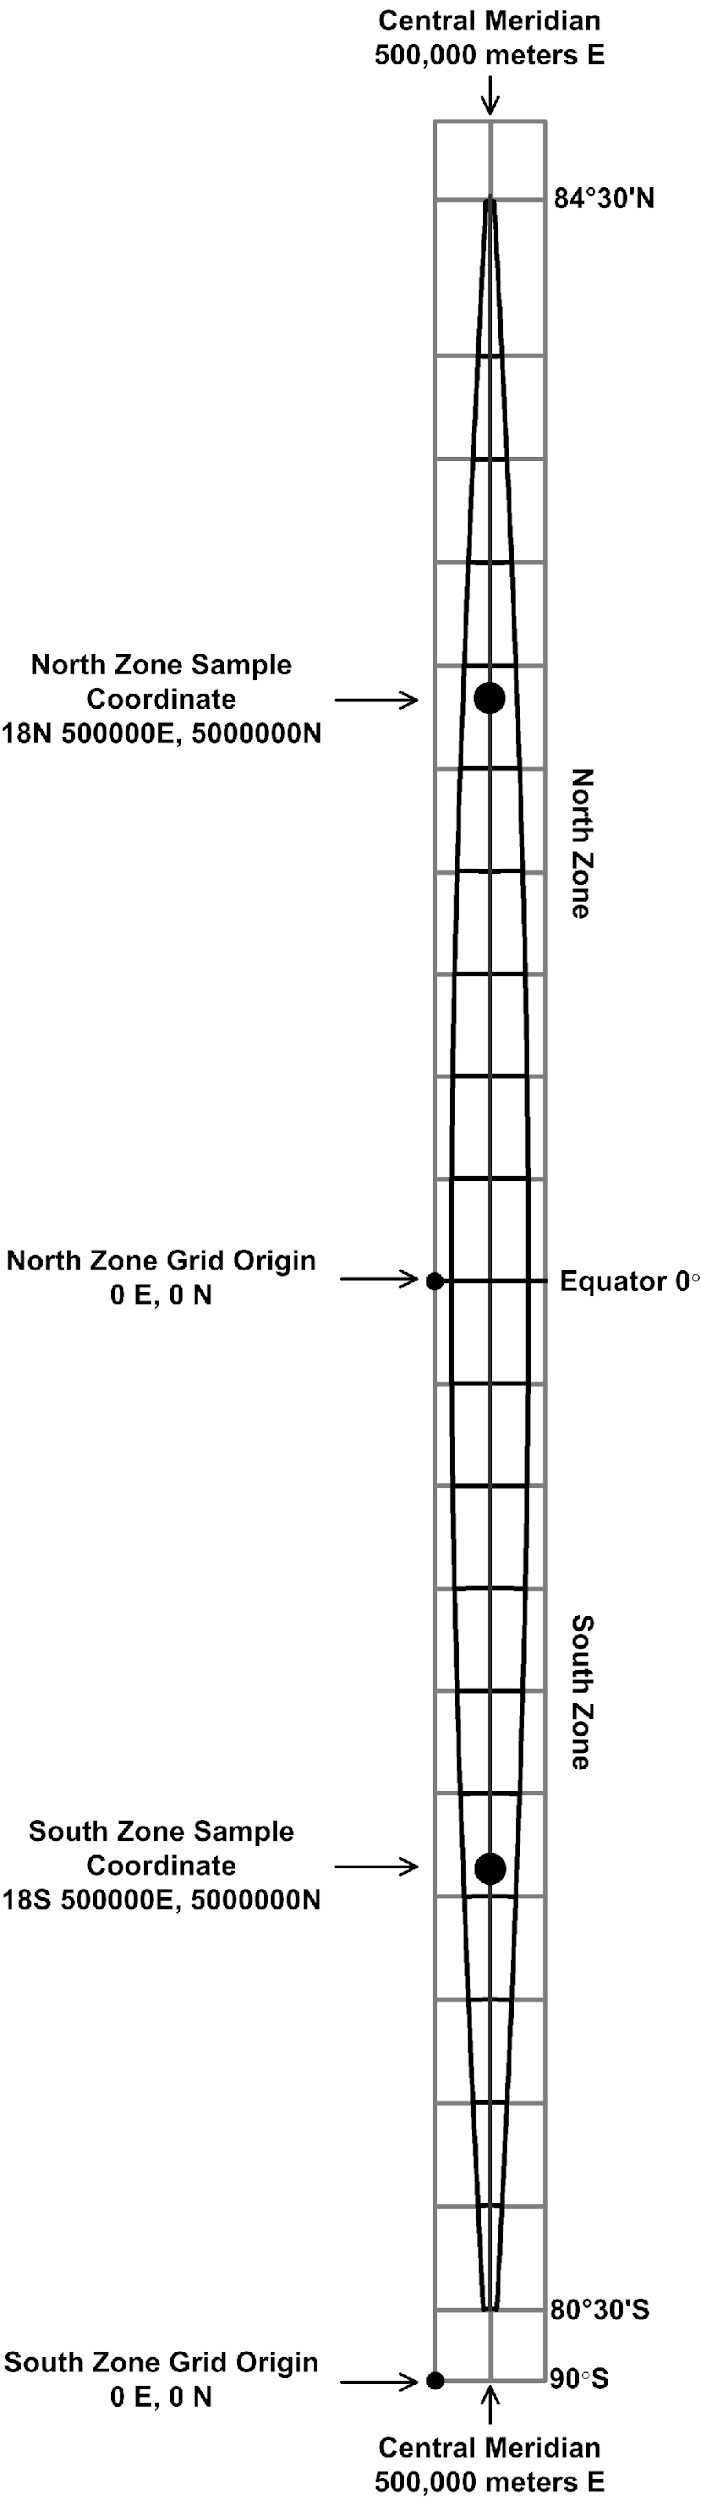 Central Meridian
500,000 meters E
84°30'N
North Zone Sample
Coordinate
18N 500000E, 5000000N
North Zone
North Zone Grid Origin
0 E, 0 N
Equator 0°
South Zone
South Zone Sample
Coordinate
18S 500000E, 5000000N
80°30'S
South Zone Grid Origin
0 E, 0 N
90°S
Central Meridian
500,000 meters E